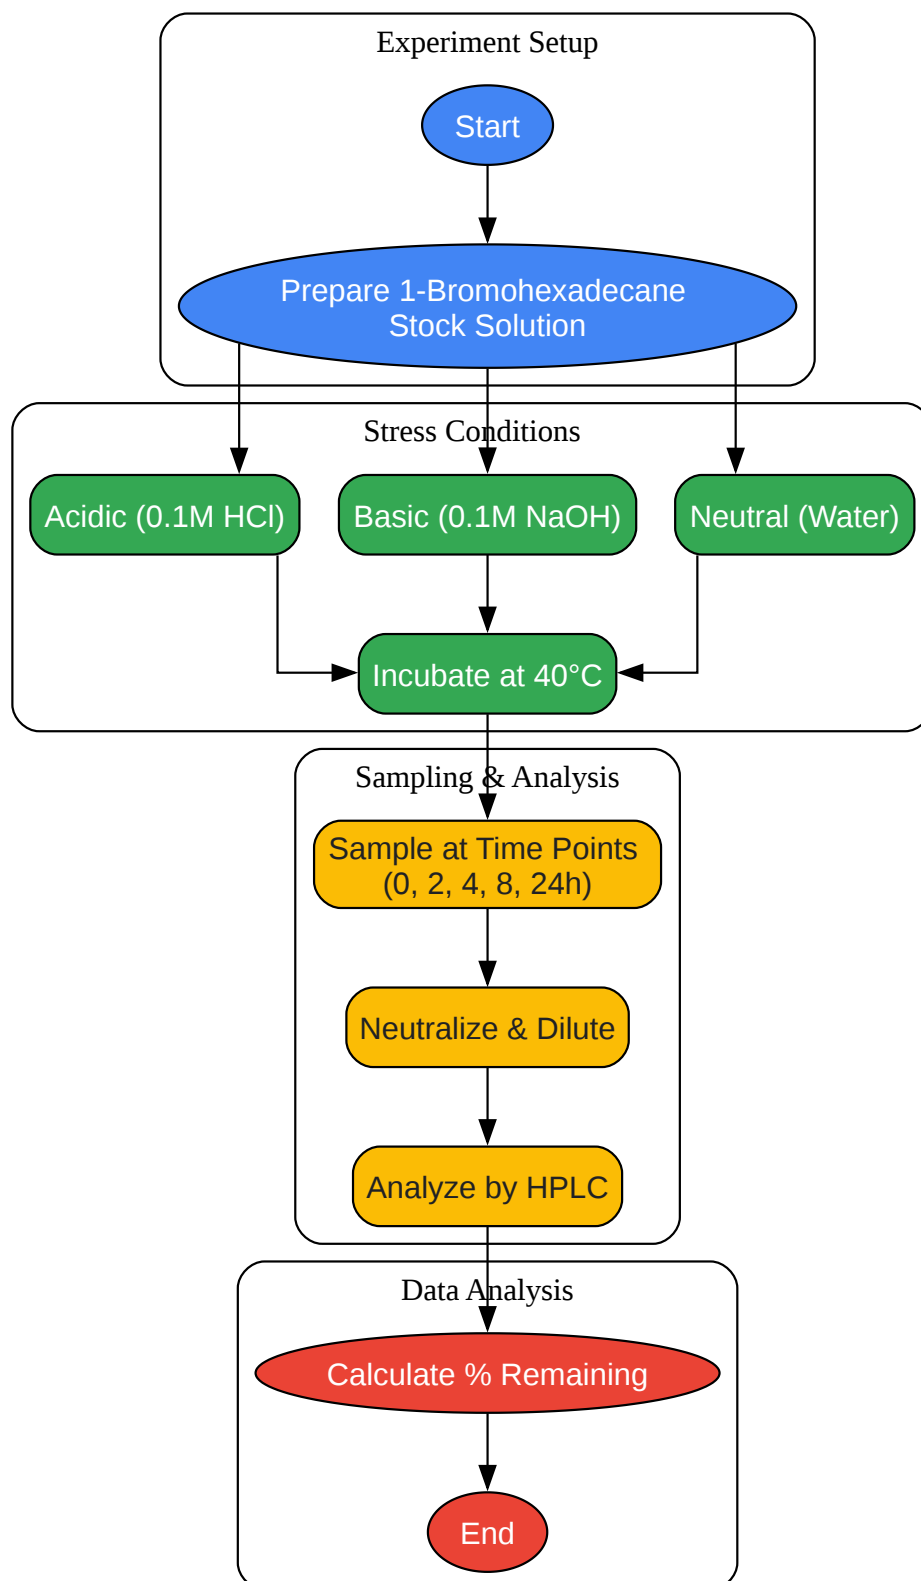 Experiment Setup
Start
Prepare 1-Bromohexadecane
Stock Solution
Stress Conditions
Acidic (0.1M HCl)
Basic (0.1M NaOH)
Neutral (Water)
Incubate at 40°C
Sampling & Analysis
Sample at Time Points
(0, 2, 4, 8, 24h)
Neutralize & Dilute
Analyze by HPLC
Data Analysis
Calculate % Remaining
End